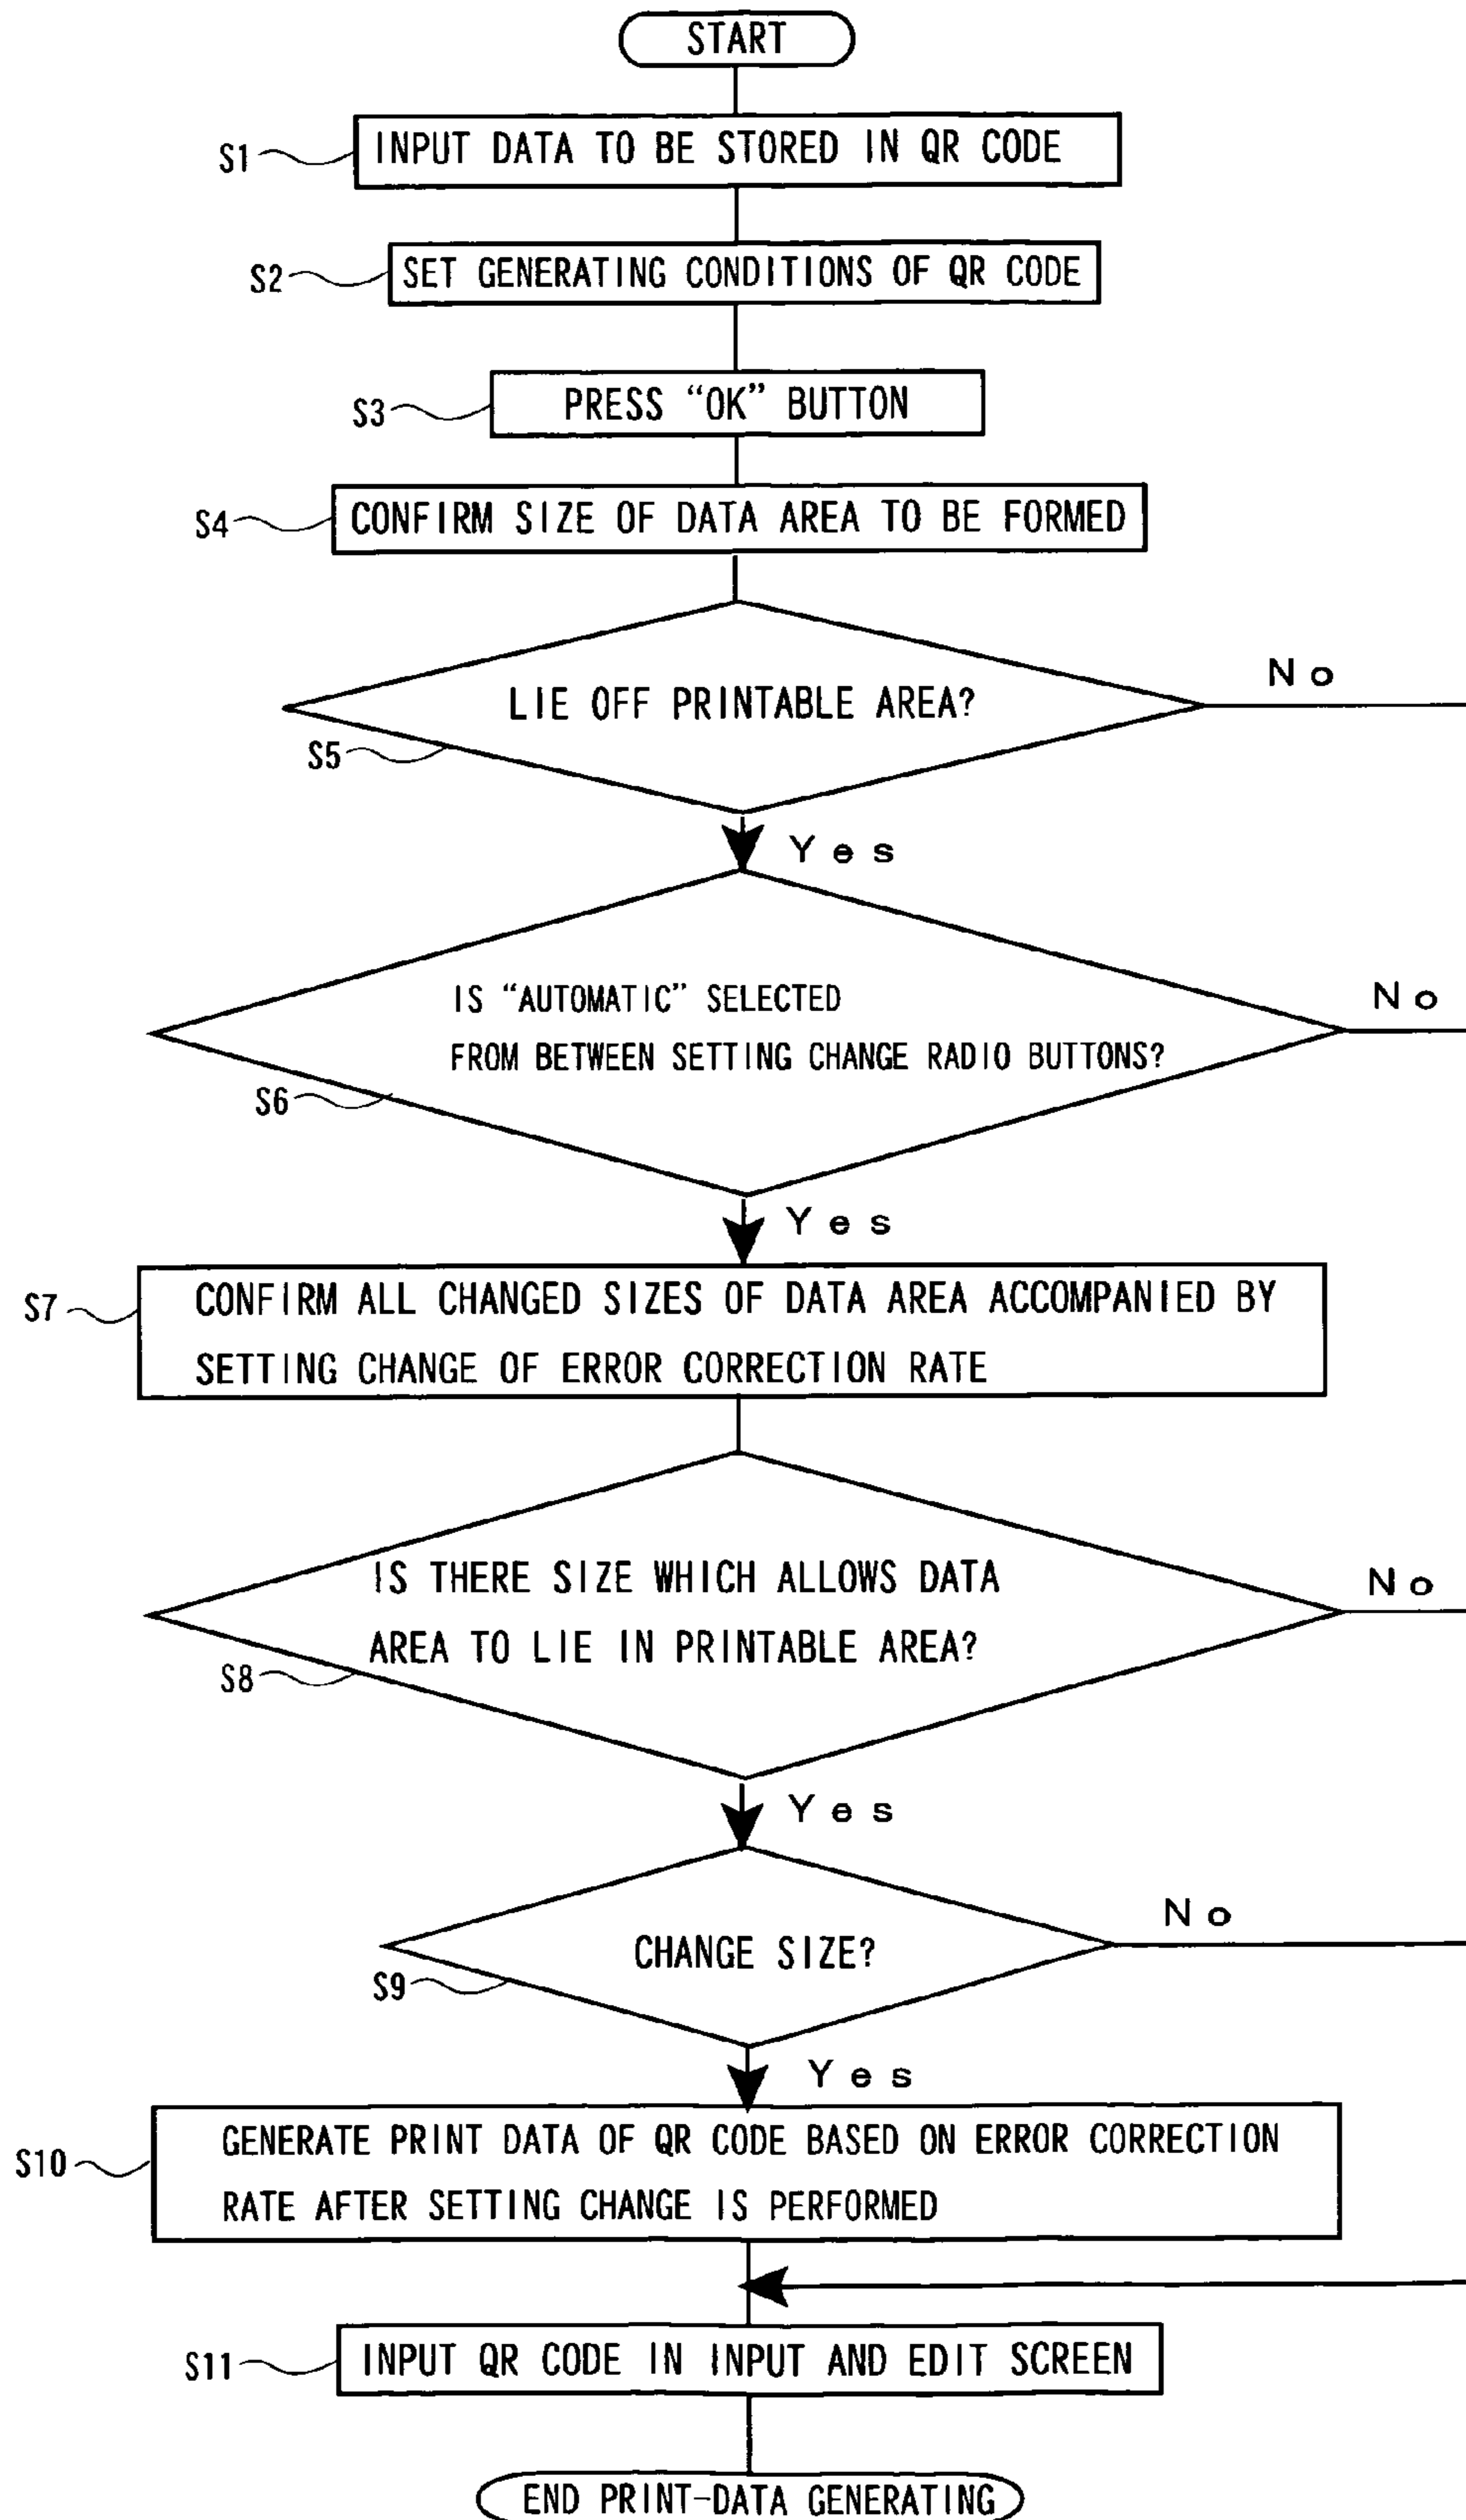 START
S1
INPUT DATA TO BE STORED IN QR CODE
S2
SET GENERATING CONDITIONS OF QR CODE
S3
PRESS “OK” BUTTON
S4
CONFIRM SIZE OF DATA AREA TO BE FORMED
No
LIE OFF PRINTABLE AREA?
S5
Yes
IS “AUTOMATIC” SELECTED
No
FROM BETWEEN SETTING CHANGE RADIO BUTTONS?
S6
Yes
S7
CONFIRM ALL CHANGED SIZES OF DATA AREA ACCOMPANIED BY
SETTING CHANGE OF ERROR CORRECTION RATE
IS THERE SIZE WHICH ALLOWS DATA
No
AREA TO LIE IN PRINTABLE AREA?
S8
Yes
No
CHANGE SIZE?
S9
Yes
S10
GENERATE PRINT DATA OF QR CODE BASED ON ERROR CORRECTION
RATE AFTER SETTING CHANGE IS PERFORMED
S11
INPUT QR CODE IN INPUT AND EDIT SCREEN
END PRINT-DATA GENERATING